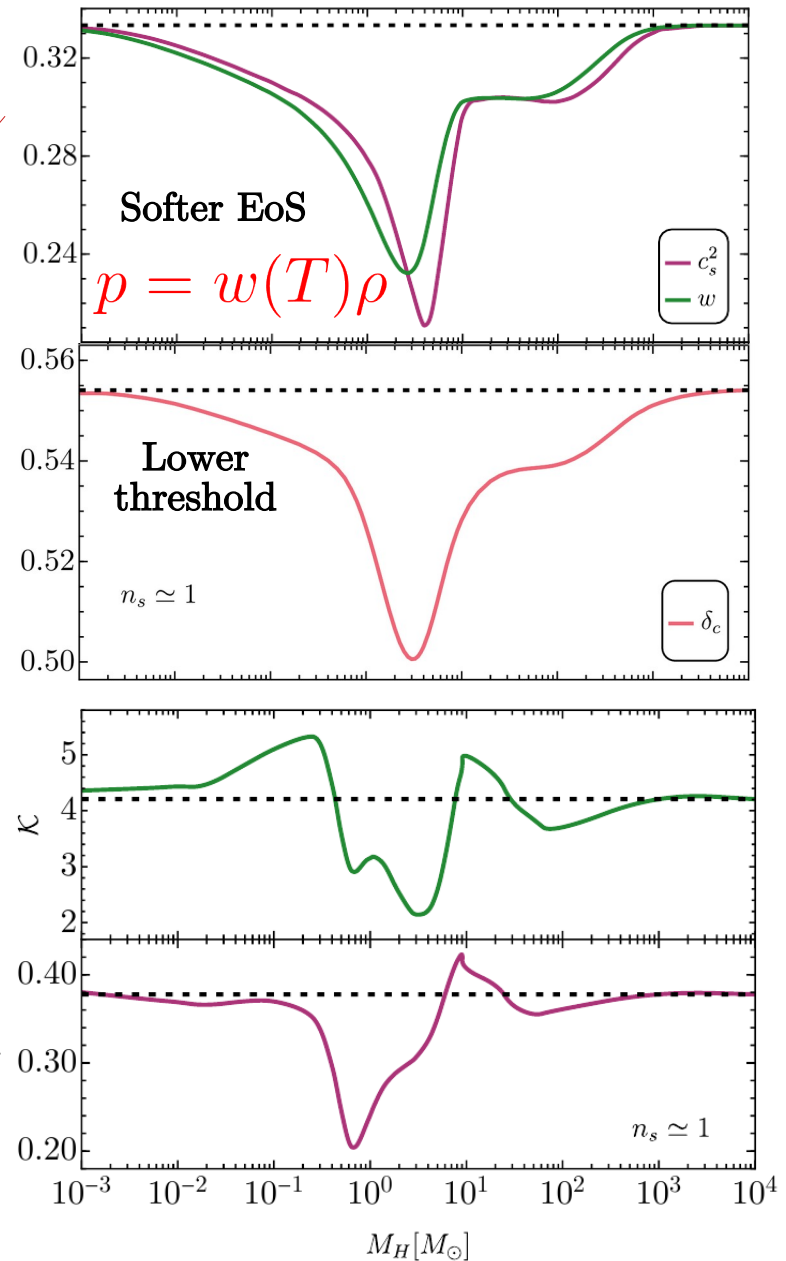 0.32
0.28
0.24
Softer EoS
p = w(T)ρ
c_s^2
w
0.56
0.54
0.52
0.50
Lower
threshold
n_s ≃ 1
δ_c
5
4
3
2
𝒦
0.40
0.30
0.20
n_s ≃ 1
10^−3 10^−2 10^−1 10^0 10^1 10^2 10^3 10^4
M_H[M_⊙]